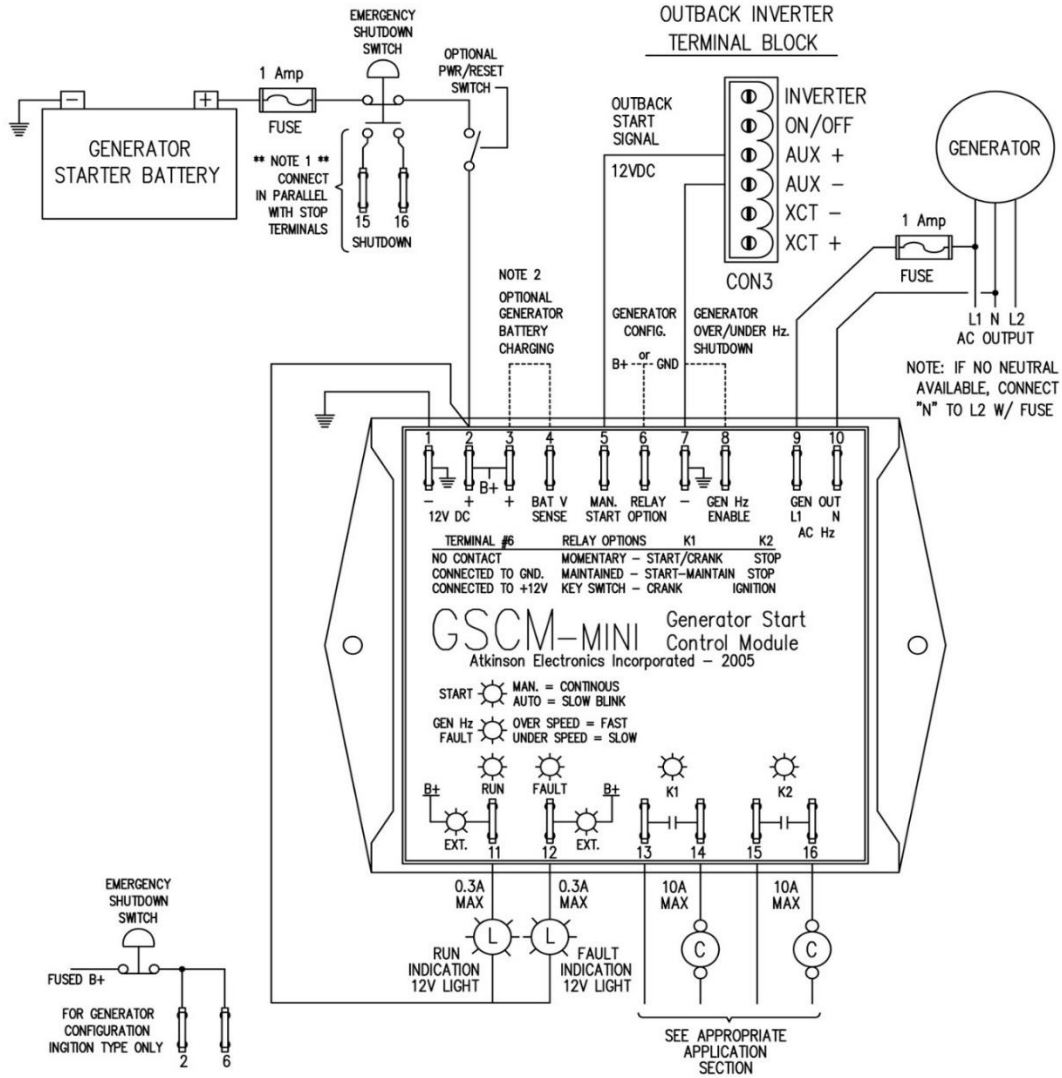 OUTBACK INVERTER
TERMINAL BLOCK
EMERGENCY
SHUTDOWN
SWITCH
OPTIONAL
PWR/RESET
SWITCH
1 Amp
FUSE
-
+
GENERATOR
STARTER BATTERY
** NOTE 1 **
CONNECT
IN PARALLEL
WITH STOP
TERMINALS
15 16
SHUTDOWN
OUTBACK
START
SIGNAL
12VDC
INVERTER
ON/OFF
AUX +
AUX -
XCT -
XCT +
CON3
GENERATOR
1 Amp
FUSE
L1 N L2
AC OUTPUT
NOTE: IF NO NEUTRAL
AVAILABLE, CONNECT
"N" TO L2 W/ FUSE
NOTE 2
OPTIONAL
GENERATOR
BATTERY
CHARGING
GENERATOR
CONFIG.
B+ or GND
GENERATOR
OVER/UNDER Hz.
SHUTDOWN
1 2 3 4 5 6 7 8 9 10
B+
- + + BAT V MAN. RELAY - GEN Hz GEN OUT
12V DC SENSE START OPTION ENABLE L1 N
AC Hz
TERMINAL #6 RELAY OPTIONS K1 K2
NO CONTACT MOMENTARY - START/CRANK STOP
CONNECTED TO GND. MAINTAINED - START-MAINTAIN STOP
CONNECTED TO +12V KEY SWITCH - CRANK IGNITION
GSCM-MINI Generator Start
Control Module
Atkinson Electronics Incorporated - 2005
START MAN. = CONTINOUS
AUTO = SLOW BLINK
GEN Hz OVER SPEED = FAST
FAULT UNDER SPEED = SLOW
B+ RUN FAULT B+ K1 K2
EXT. EXT.
11 12 13 14 15 16
0.3A
MAX
0.3A
MAX
10A
MAX
10A
MAX
L L C C
RUN
INDICATION
12V LIGHT
FAULT
INDICATION
12V LIGHT
SEE APPROPRIATE
APPLICATION
SECTION
EMERGENCY
SHUTDOWN
SWITCH
FUSED B+
FOR GENERATOR
CONFIGURATION
INGITION TYPE ONLY
2 6